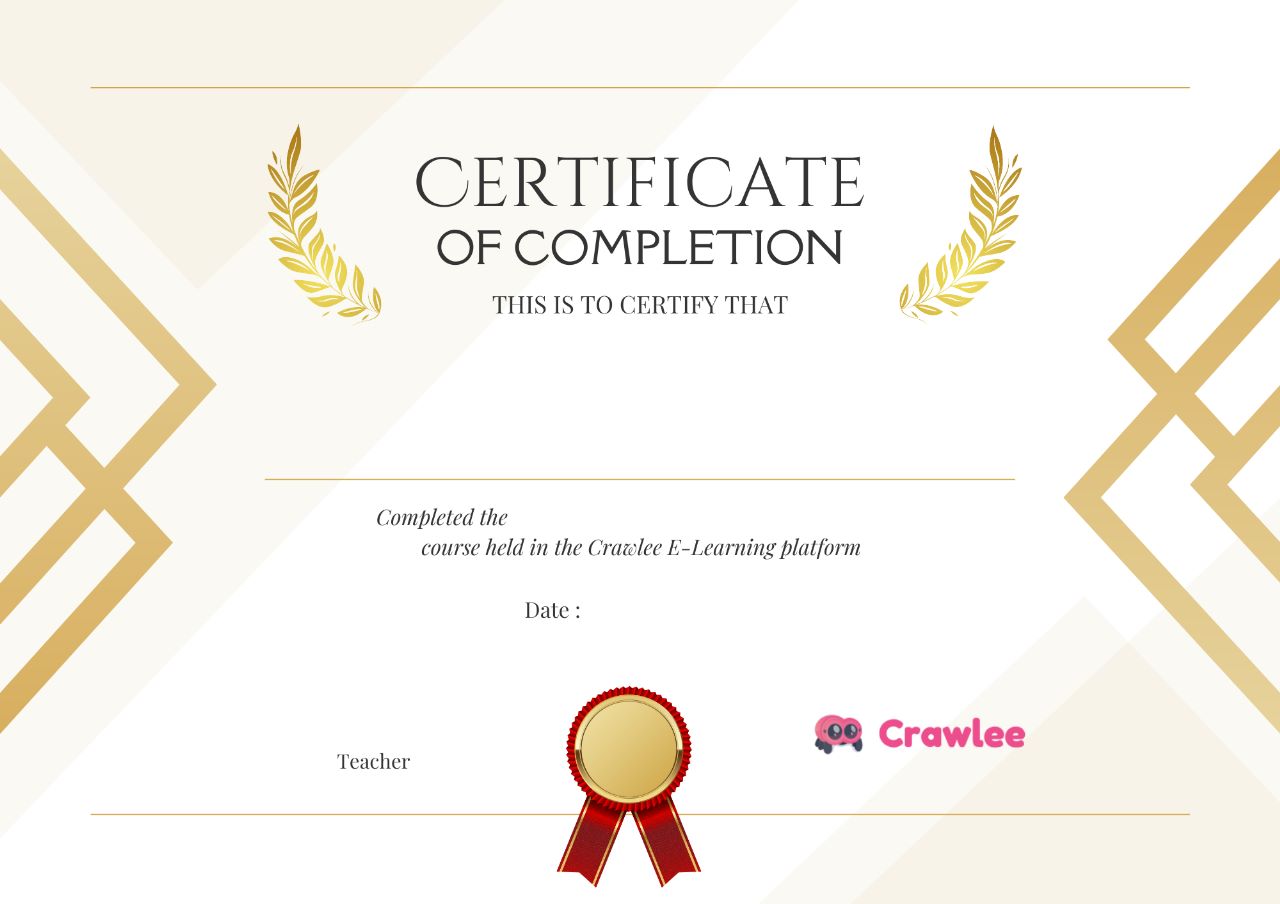 CERTIFICATE
OF COMPLETION
THIS IS TO CERTIFY THAT
Completed the
course held in the Crawlee E-Learning platform
Date :
Teacher
Crawlee